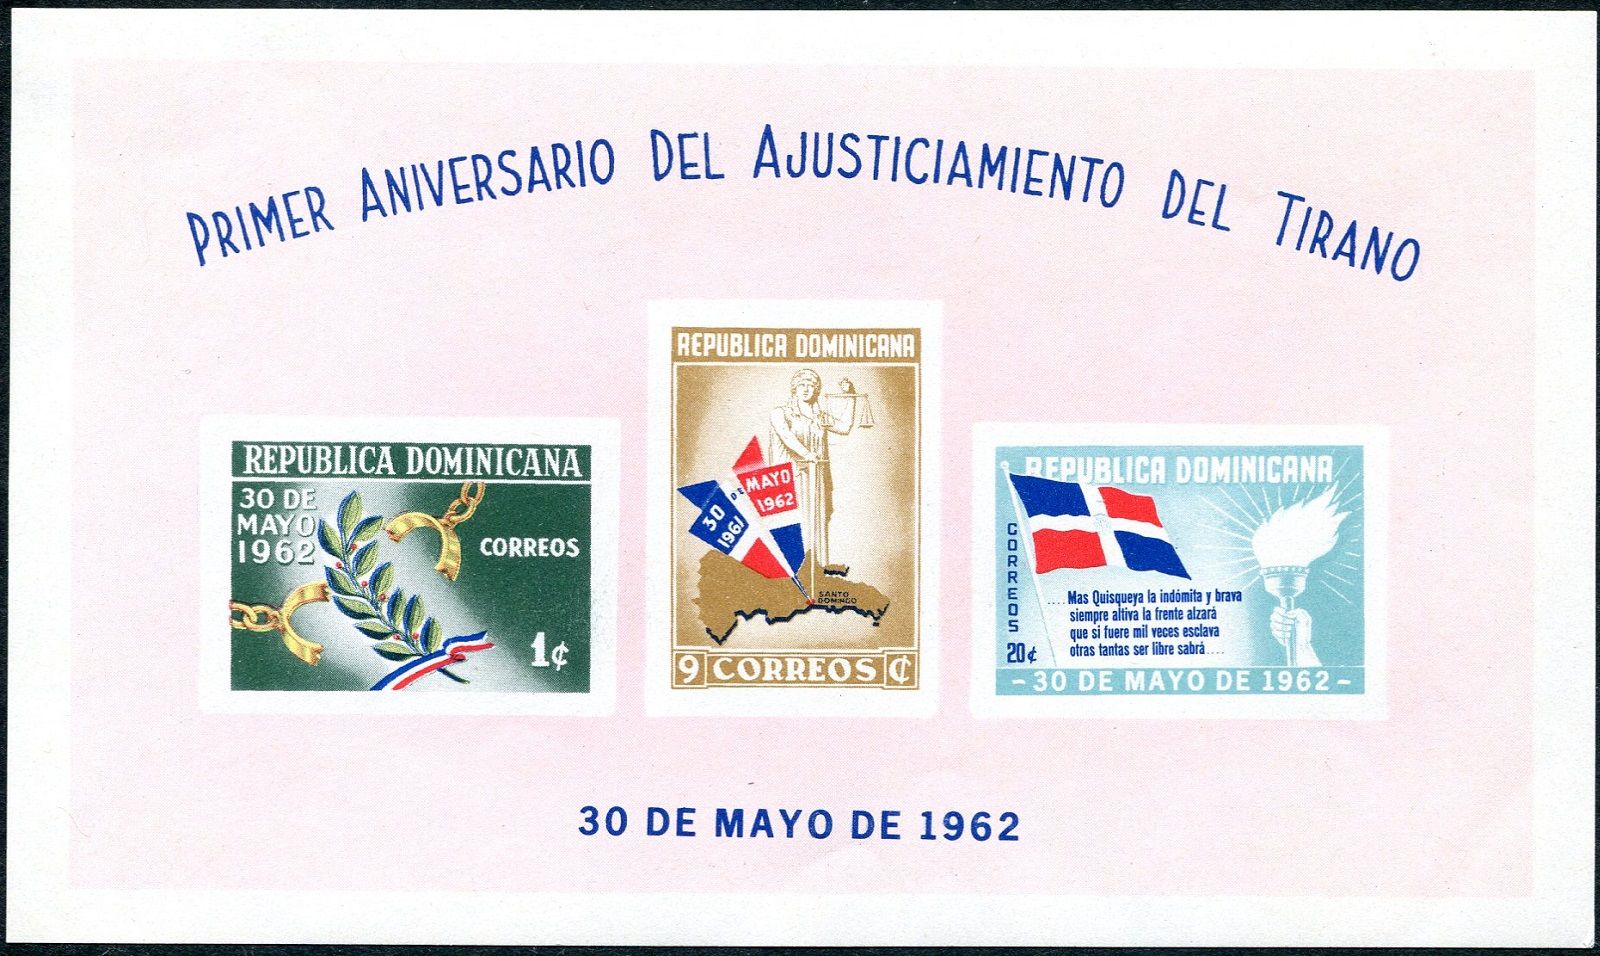 PRIMER ANIVERSARIO DEL AJUSTICIAMIENTO DEL TIRANO
REPUBLICA DOMINICANA
30 DE
MAYO
1962
CORREOS
1¢
REPUBLICA DOMINICANA
30 DE MAYO
1961 1962
SANTO
DOMINGO
9 CORREOS ¢
REPUBLICA DOMINICANA
CORREOS
....Mas Quisqueya la indómita y brava
siempre altiva la frente alzará
que si fuere mil veces esclava
otras tantas ser libre sabrá....
20¢
- 30 DE MAYO DE 1962 -
30 DE MAYO DE 1962